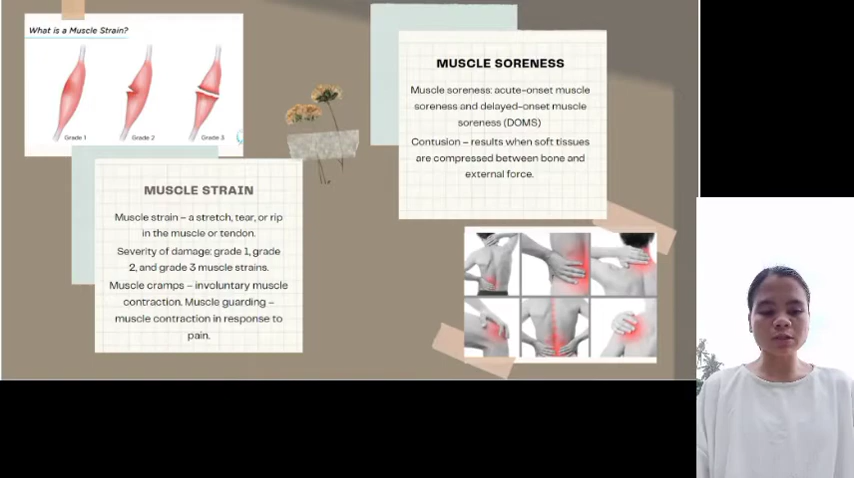 What is a Muscle Strain?
Grade 1 Grade 2 Grade 3
MUSCLE STRAIN
Muscle strain – a stretch, tear, or rip
in the muscle or tendon.
Severity of damage: grade 1, grade
2, and grade 3 muscle strains.
Muscle cramps – involuntary muscle
contraction. Muscle guarding –
muscle contraction in response to
pain.
MUSCLE SORENESS
Muscle soreness: acute-onset muscle
soreness and delayed-onset muscle
soreness (DOMS)
Contusion – results when soft tissues
are compressed between bone and
external force.